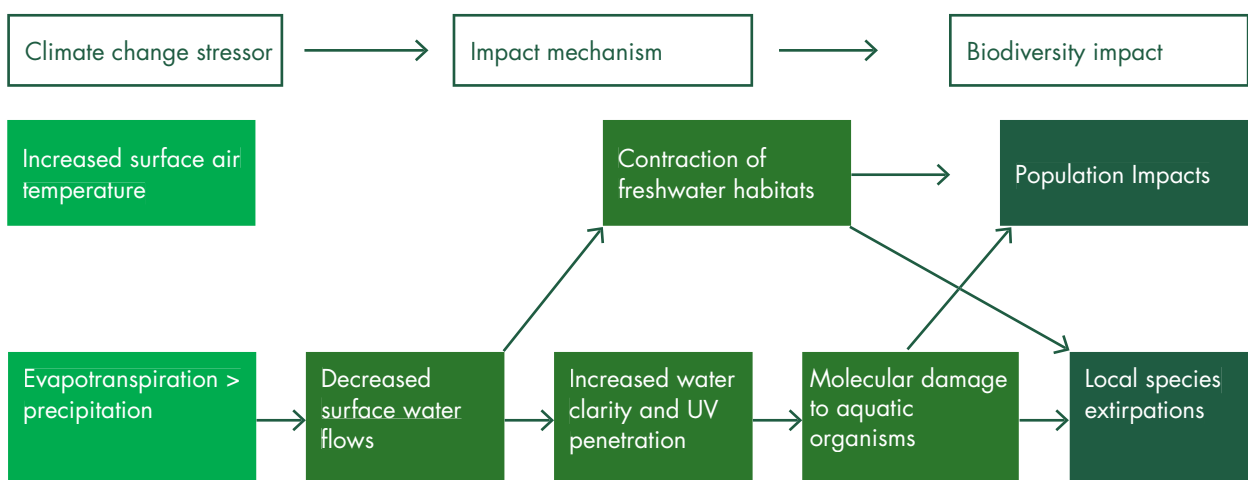 Climate change stressor
Impact mechanism
Biodiversity impact
Increased surface air
temperature
Contraction of
freshwater habitats
Population Impacts
Evapotranspiration >
precipitation
Decreased
surface water
flows
Increased water
clarity and UV
penetration
Molecular damage
to aquatic
organisms
Local species
extirpations